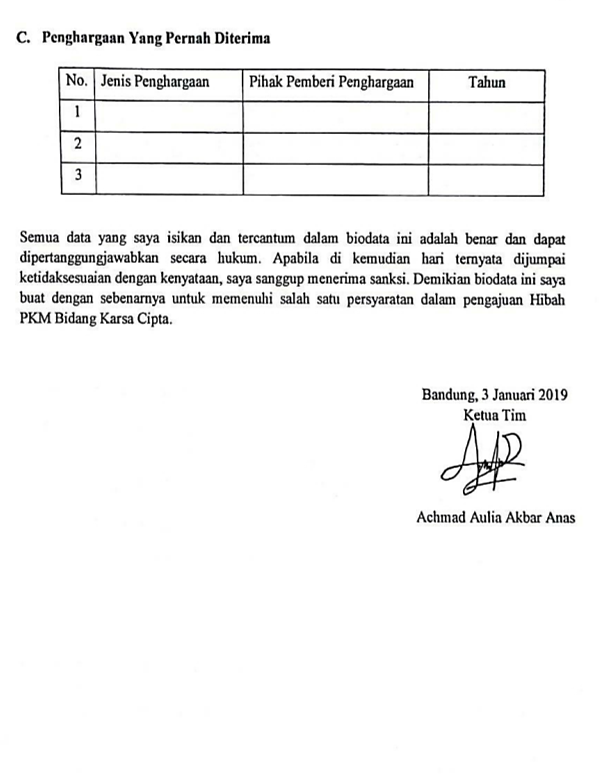 C. Penghargaan Yang Pernah Diterima
No. Jenis Penghargaan Pihak Pemberi Penghargaan Tahun
1
2
3
Semua data yang saya isikan dan tercantum dalam biodata ini adalah benar dan dapat
dipertanggungjawabkan secara hukum. Apabila di kemudian hari ternyata dijumpai
ketidaksesuaian dengan kenyataan, saya sanggup menerima sanksi. Demikian biodata ini saya
buat dengan sebenarnya untuk memenuhi salah satu persyaratan dalam pengajuan Hibah
PKM Bidang Karsa Cipta.
Bandung, 3 Januari 2019
Ketua Tim
Achmad Aulia Akbar Anas